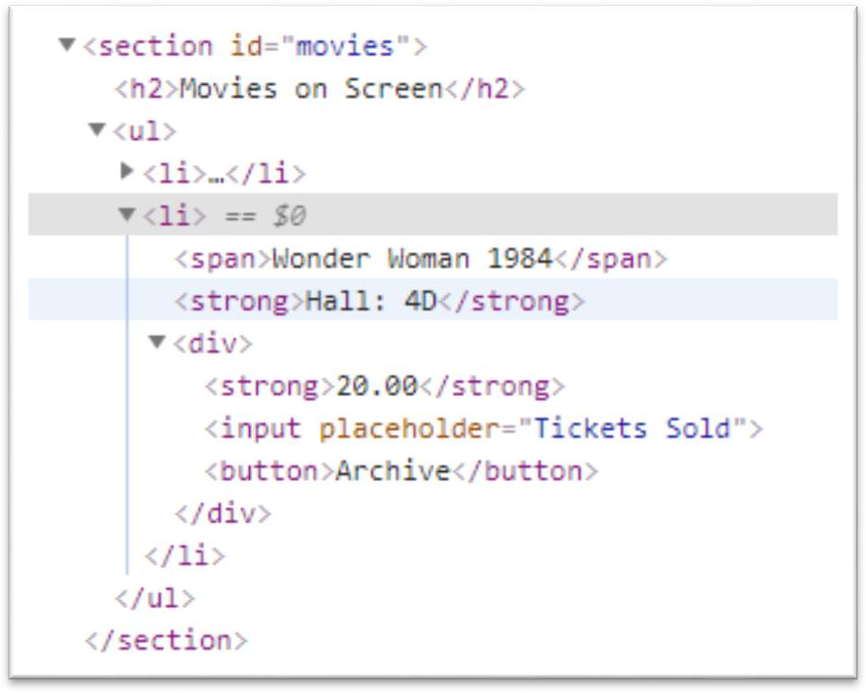 ▼<section id="movies">
<h2>Movies on Screen</h2>
▼<ul>
▶<li>…</li>
▼<li> == $0
<span>Wonder Woman 1984</span>
<strong>Hall: 4D</strong>
▼<div>
<strong>20.00</strong>
<input placeholder="Tickets Sold">
<button>Archive</button>
</div>
</li>
</ul>
</section>